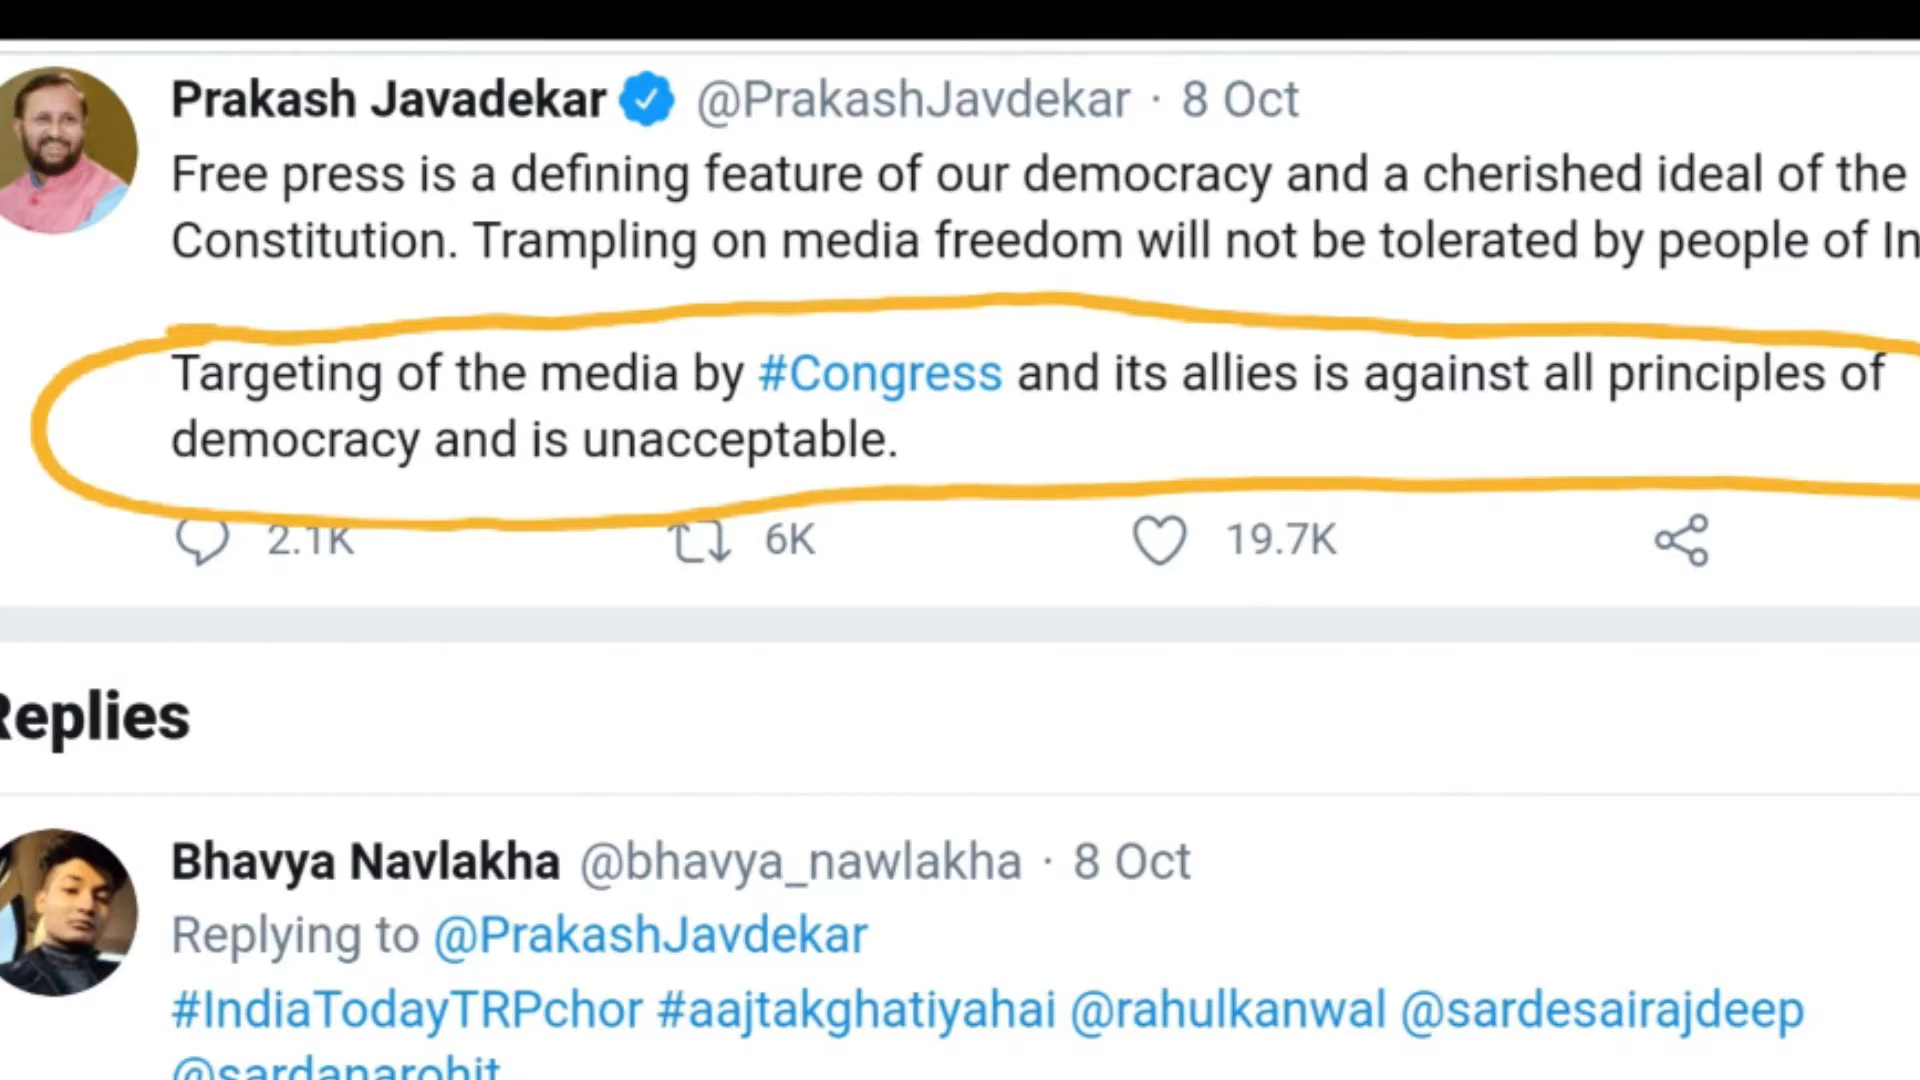 Prakash Javadekar @PrakashJavdekar · 8 Oct
Free press is a defining feature of our democracy and a cherished ideal of the
Constitution. Trampling on media freedom will not be tolerated by people of In
Targeting of the media by #Congress and its allies is against all principles of
democracy and is unacceptable.
2.1K 6K 19.7K
Replies
Bhavya Navlakha @bhavya_nawlakha · 8 Oct
Replying to @PrakashJavdekar
#IndiaTodayTRPchor #aajtakghatiyahai @rahulkanwal @sardesairajdeep
@sardanarohit